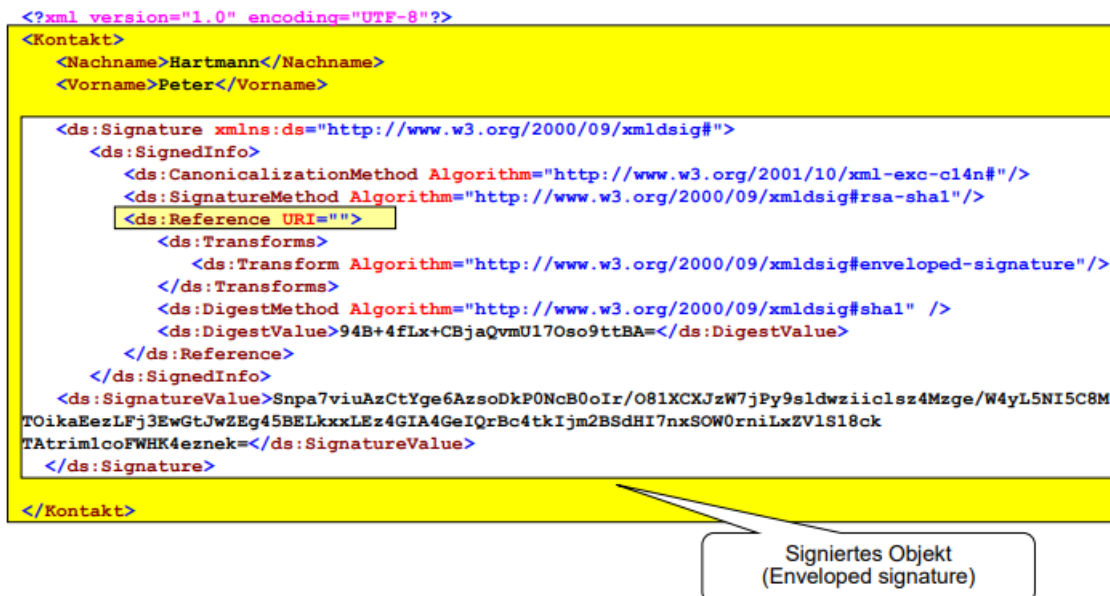 <?xml version="1.0" encoding="UTF-8"?>
<Kontakt>
<Nachname>Hartmann</Nachname>
<Vorname>Peter</Vorname>
<ds:Signature xmlns:ds="http://www.w3.org/2000/09/xmldsig#">
<ds:SignedInfo>
<ds:CanonicalizationMethod Algorithm="http://www.w3.org/2001/10/xml-exc-c14n#"/>
<ds:SignatureMethod Algorithm="http://www.w3.org/2000/09/xmldsig#rsa-sha1"/>
<ds:Reference URI="">
<ds:Transforms>
<ds:Transform Algorithm="http://www.w3.org/2000/09/xmldsig#enveloped-signature"/>
</ds:Transforms>
<ds:DigestMethod Algorithm="http://www.w3.org/2000/09/xmldsig#sha1" />
<ds:DigestValue>94B+4fLx+CBjaQvmU17Oso9ttBA=</ds:DigestValue>
</ds:Reference>
</ds:SignedInfo>
<ds:SignatureValue>Snpa7viuAzCtYge6AzsoDkP0NcB0oIr/O81XCXJzW7jPy9sldwziiclsz4Mzge/W4yL5NI5C8M
TOikaEezLFj3EwGtJwZEg45BELkxxLEz4GIA4GeIQrBc4tkIjm2BSdHI7nxSOW0rniLxZVlS18ck
TAtrimlcoFWHK4eznek=</ds:SignatureValue>
</ds:Signature>
</Kontakt>
Signiertes Objekt
(Enveloped signature)